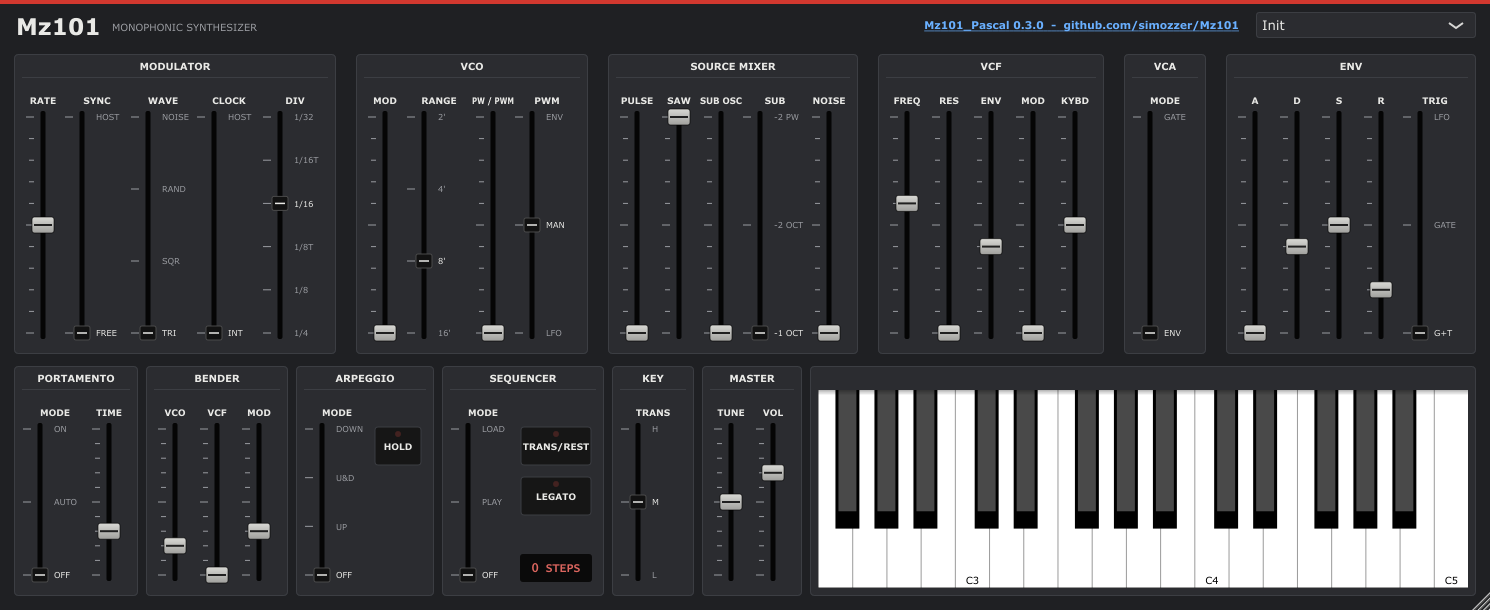 Mz101 MONOPHONIC SYNTHESIZER Mz101_Pascal 0.3.0 - github.com/simozzer/Mz101 Init
MODULATOR VCO SOURCE MIXER VCF VCA ENV
RATE SYNC WAVE CLOCK DIV MOD RANGE PW / PWM PWM PULSE SAW SUB OSC SUB NOISE FREQ RES ENV MOD KYBD MODE A D S R TRIG
HOST NOISE HOST 1/32 2' ENV -2 PW GATE LFO
1/16T
RAND 4'
1/16
MAN -2 OCT GATE
1/8T
SQR 8'
1/8
FREE TRI INT 1/4 16' LFO -1 OCT ENV G+T
PORTAMENTO BENDER ARPEGGIO SEQUENCER KEY MASTER
MODE TIME VCO VCF MOD MODE MODE TRANS TUNE VOL
ON DOWN LOAD H
HOLD TRANS/REST
U&D
LEGATO
AUTO PLAY M
UP
0 STEPS
OFF OFF OFF L
C3 C4 C5